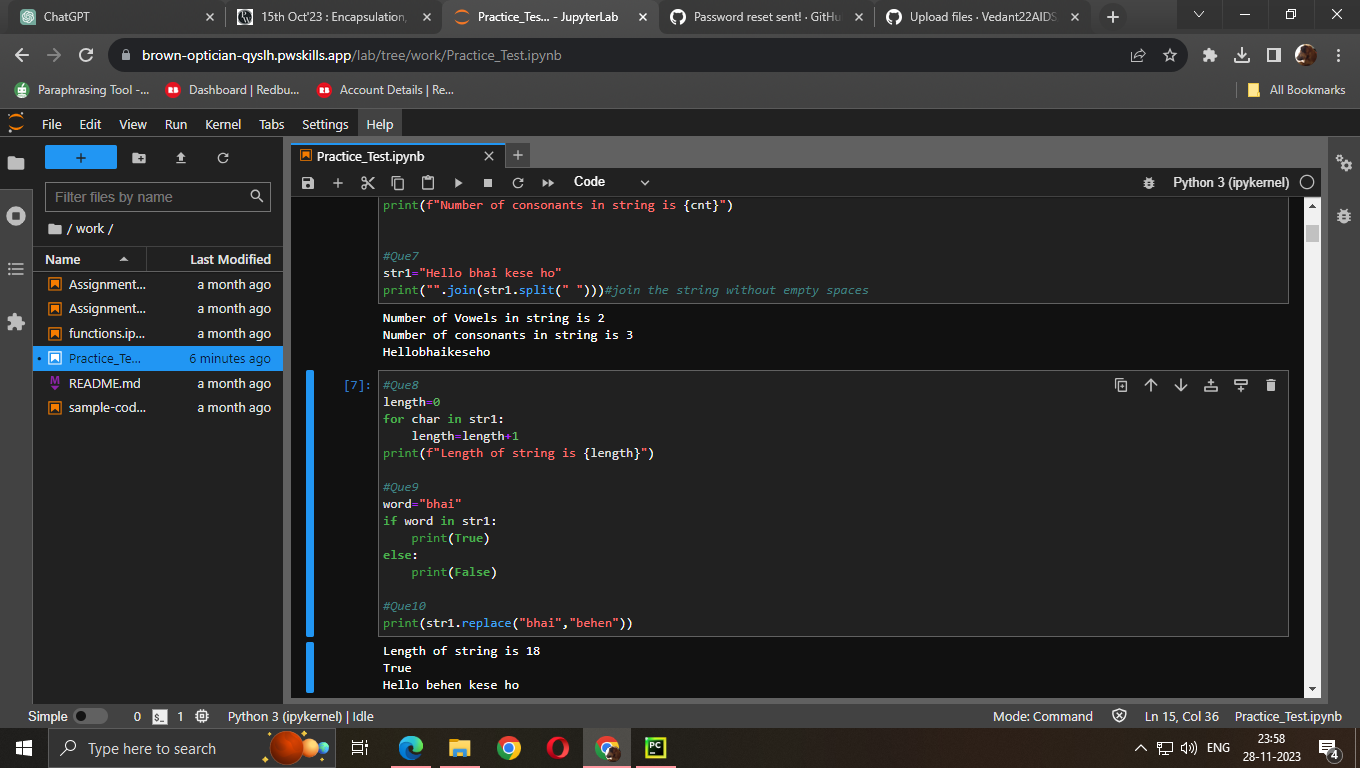 ChatGPT
15th Oct'23 : Encapsulation,
Practice_Tes... - JupyterLab
Password reset sent! · GitHu
Upload files · Vedant22AIDS
brown-optician-qyslh.pwskills.app/lab/tree/work/Practice_Test.ipynb
Paraphrasing Tool -...
Dashboard | Redbu...
Account Details | Re...
All Bookmarks
File Edit View Run Kernel Tabs Settings Help
Filter files by name
/ work /
Name Last Modified
Assignment... a month ago
Assignment... a month ago
functions.ip... a month ago
Practice_Te... 6 minutes ago
README.md a month ago
sample-cod... a month ago
Practice_Test.ipynb
Code
Python 3 (ipykernel)
print(f"Number of consonants in string is {cnt}")
#Que7
str1="Hello bhai kese ho"
print("".join(str1.split(" ")))#join the string without empty spaces
Number of Vowels in string is 2
Number of consonants in string is 3
Hellobhaikeseho
[7]:
#Que8
length=0
for char in str1:
    length=length+1
print(f"Length of string is {length}")
#Que9
word="bhai"
if word in str1:
    print(True)
else:
    print(False)
#Que10
print(str1.replace("bhai","behen"))
Length of string is 18
True
Hello behen kese ho
Simple 0 1 Python 3 (ipykernel) | Idle
Mode: Command Ln 15, Col 36 Practice_Test.ipynb
Type here to search
PC
ENG
23:58
28-11-2023
4